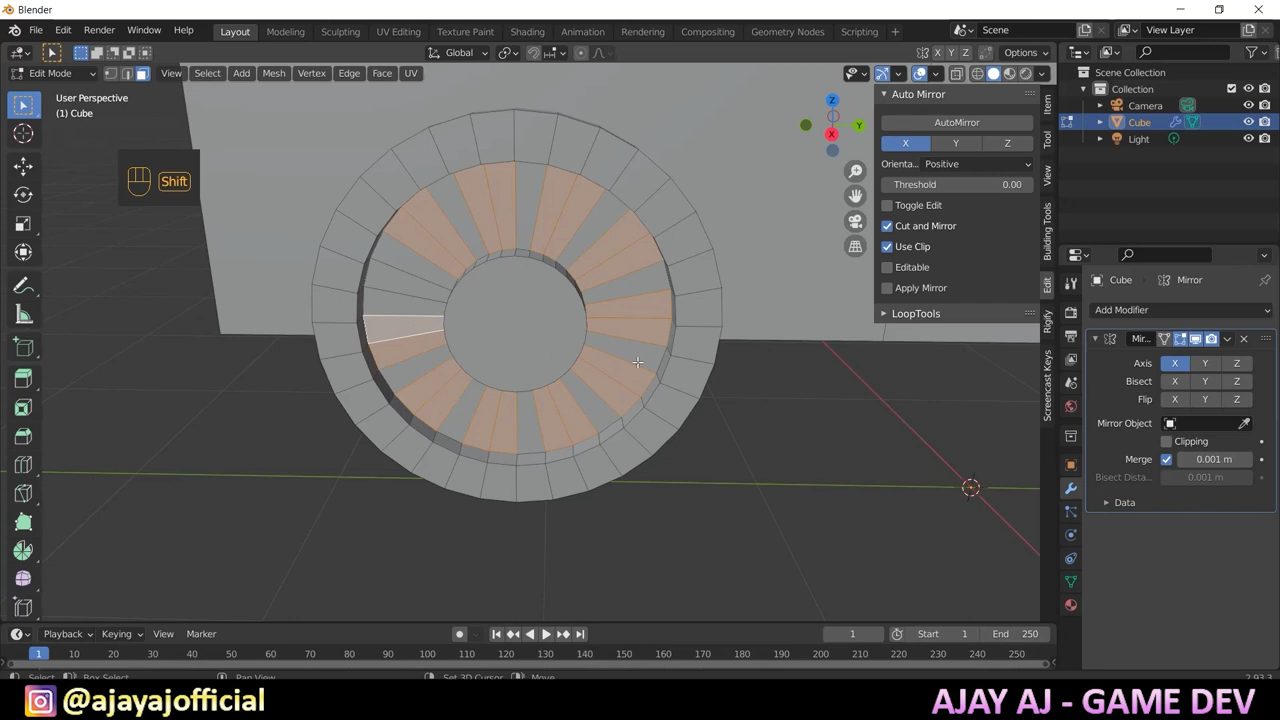 Blender
File Edit Render Window Help Layout Modeling Sculpting UV Editing Texture Paint Shading Animation Rendering Compositing Geometry Nodes Scripting Scene View Layer
Global X Y Z Options
Edit Mode View Select Add Mesh Vertex Edge Face UV
User Perspective
(1) Cube
Shift
Z
Y
X
Auto Mirror
AutoMirror
X Y Z
Orienta.. Positive
Threshold 0.00
Toggle Edit
Cut and Mirror
Use Clip
Editable
Apply Mirror
LoopTools
Item
Tool
View
Building Tools
Edit
Rigify
Screencast Keys
Scene Collection
Collection
Camera
Cube
Light
Cube Mirror
Add Modifier
Mir..
Axis X Y Z
Bisect X Y Z
Flip X Y Z
Mirror Object
Clipping
Merge 0.001 m
Bisect Dista.. 0.001 m
Data
Playback Keying View Marker 1 Start 1 End 250
1 10 20 30 40 50 60 70 80 90 100 110 120 130 140 150 160 170 180 190 200 210 220 230 240 250
Select Box Select Pan View Set 3D Cursor Move 2.93.3
@ajayajofficial
AJAY AJ - GAME DEV